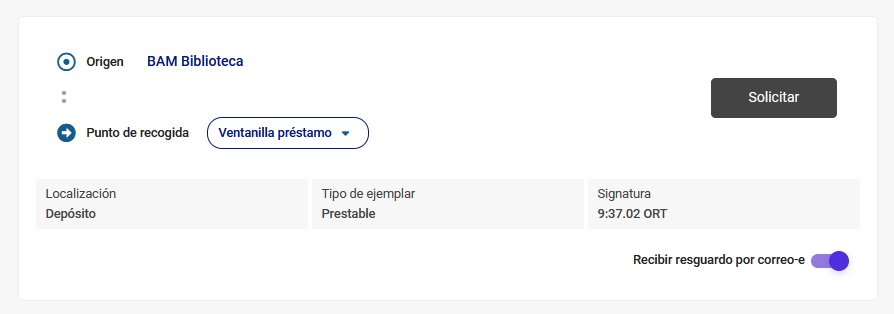 Origen BAM Biblioteca
Solicitar
Punto de recogida Ventanilla préstamo
Localización
Depósito
Tipo de ejemplar
Prestable
Signatura
9:37.02 ORT
Recibir resguardo por correo-e